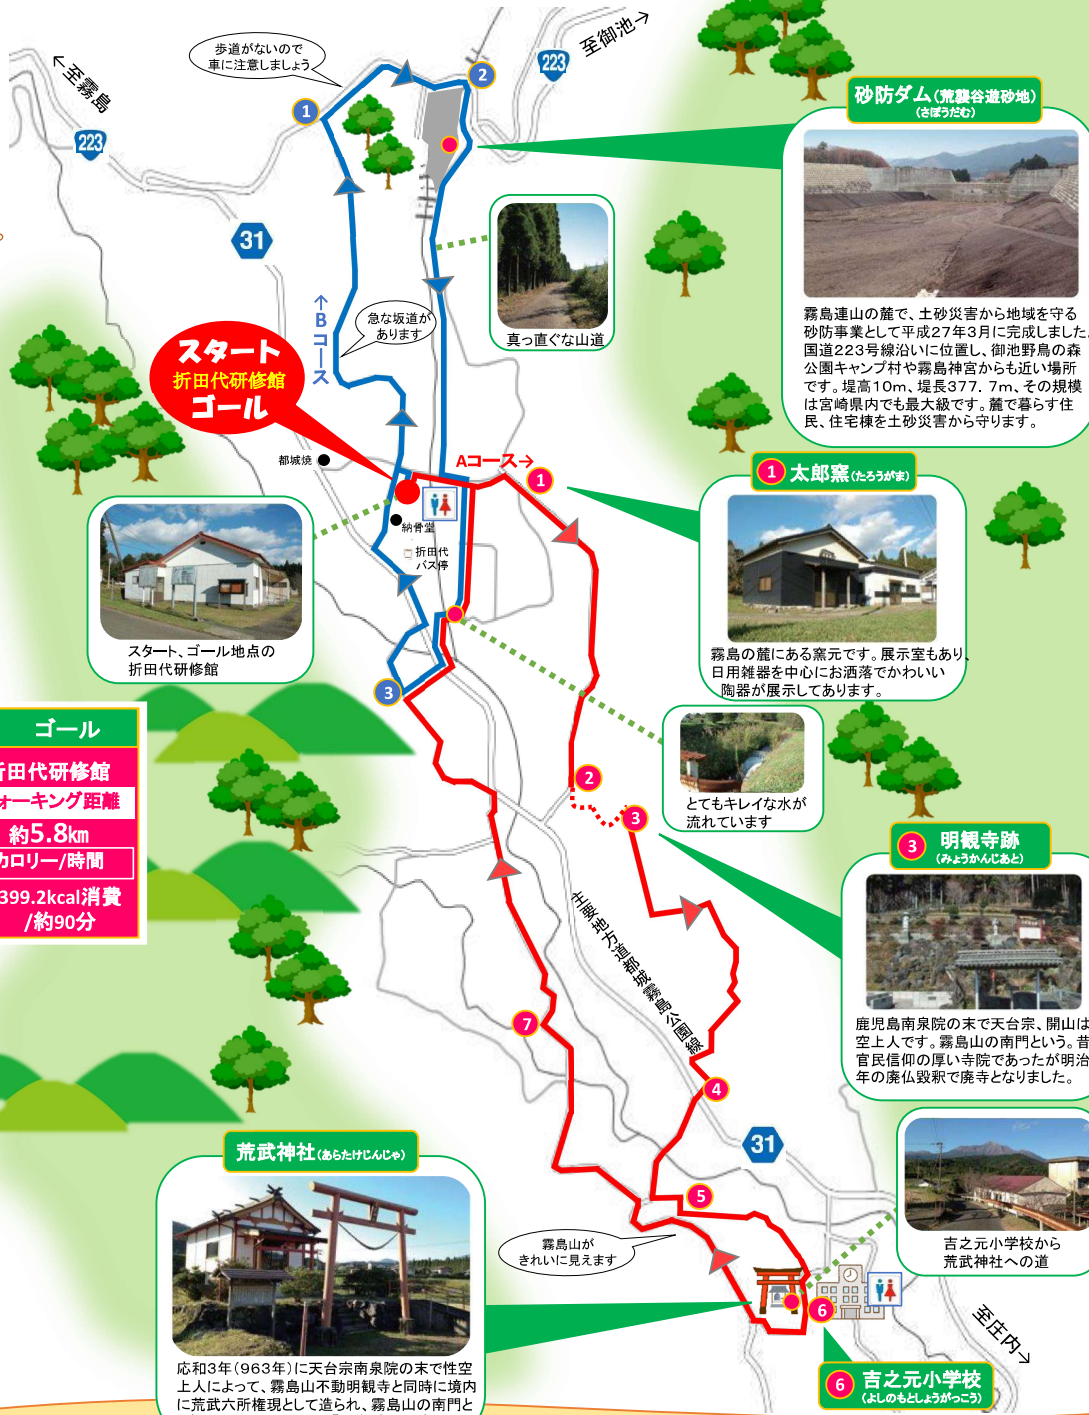 至御池→
←至霧島
223
223
歩道がないので
車に注意しましょう
1
2
砂防ダム(荒襲谷遊砂地)
(さぼうだむ)
霧島連山の麓で、土砂災害から地域を守る
砂防事業として平成27年3月に完成しました。
国道223号線沿いに位置し、御池野鳥の森
公園キャンプ村や霧島神宮からも近い場所
です。堤高10m、堤長377.7m、その規模
は宮崎県内でも最大級です。麓で暮らす住
民、住宅棟を土砂災害から守ります。
31
真っ直ぐな山道
↑Bコース
急な坂道が
あります
スタート
折田代研修館
ゴール
都城焼
Aコース→
1
納骨堂
折田代
バス停
スタート、ゴール地点の
折田代研修館
1 太郎窯(たろうがま)
霧島の麓にある窯元です。展示室もあり、
日用雑器を中心にお洒落でかわいい
陶器が展示してあります。
3
とてもキレイな水が
流れています
ゴール
折田代研修館
ォーキング距離
約5.8km
カロリー/時間
399.2kcal消費
/約90分
2
3
3 明観寺跡
(みょうかんじあと)
鹿児島南泉院の末で天台宗、開山は
空上人です。霧島山の南門という。昔
官民信仰の厚い寺院であったが明治
年の廃仏毀釈で廃寺となりました。
主要地方道都城霧島公園線
7
4
31
5
荒武神社(あらたけじんじゃ)
応和3年(963年)に天台宗南泉院の末で性空
上人によって、霧島山不動明観寺と同時に境内
に荒武六所権現として造られ、霧島山の南門と
霧島山が
きれいに見えます
吉之元小学校から
荒武神社への道
6
至庄内→
6 吉之元小学校
(よしのもとしょうがっこう)